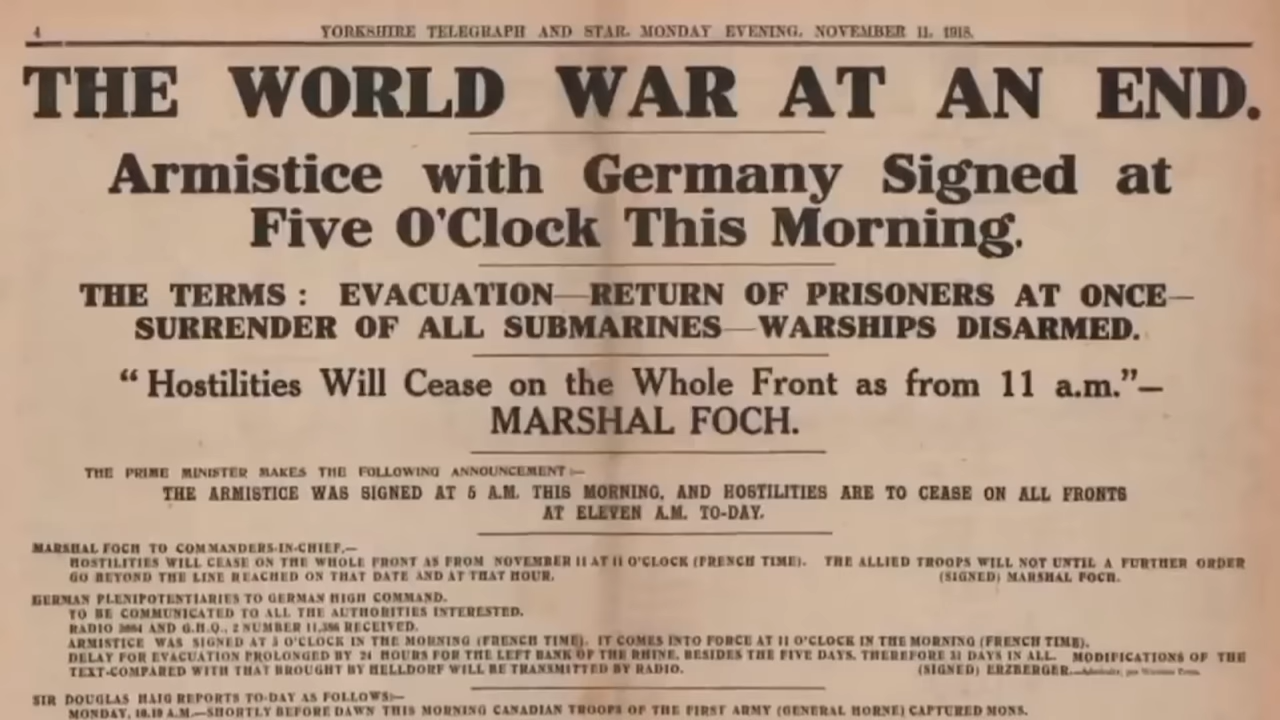 4
YORKSHIRE TELEGRAPH AND STAR, MONDAY EVENING, NOVEMBER 11, 1918.
THE WORLD WAR AT AN END.
Armistice with Germany Signed at
Five O'Clock This Morning.
THE TERMS : EVACUATION—RETURN OF PRISONERS AT ONCE—
SURRENDER OF ALL SUBMARINES—WARSHIPS DISARMED.
“ Hostilities Will Cease on the Whole Front as from 11 a.m.”—
MARSHAL FOCH.
THE PRIME MINISTER MAKES THE FOLLOWING ANNOUNCEMENT :—
THE ARMISTICE WAS SIGNED AT 5 A.M. THIS MORNING, AND HOSTILITIES ARE TO CEASE ON ALL FRONTS
AT ELEVEN A.M. TO-DAY.
MARSHAL FOCH TO COMMANDERS-IN-CHIEF,—
HOSTILITIES WILL CEASE ON THE WHOLE FRONT AS FROM NOVEMBER 11 AT 11 O'CLOCK (FRENCH TIME). THE ALLIED TROOPS WILL NOT UNTIL A FURTHER ORDER
GO BEYOND THE LINE REACHED ON THAT DATE AND AT THAT HOUR. (SIGNED) MARSHAL FOCH.
GERMAN PLENIPOTENTIARIES TO GERMAN HIGH COMMAND.
TO BE COMMUNICATED TO ALL THE AUTHORITIES INTERESTED.
RADIO AND G.H.Q., 2 NUMBER RECEIVED.
ARMISTICE WAS SIGNED AT 5 O'CLOCK IN THE MORNING (FRENCH TIME). IT COMES INTO FORCE AT 11 O'CLOCK IN THE MORNING (FRENCH TIME).
DELAY FOR EVACUATION PROLONGED BY 24 HOURS FOR THE LEFT BANK OF THE RHINE, BESIDES THE FIVE DAYS, THEREFORE 31 DAYS IN ALL. MODIFICATIONS OF THE
TEXT-COMPARED WITH THAT BROUGHT BY HELLDORF WILL BE TRANSMITTED BY RADIO. (SIGNED) ERZBERGER.—
SIR DOUGLAS HAIG REPORTS TO-DAY AS FOLLOWS:—
MONDAY, 10.19 A.M.—SHORTLY BEFORE DAWN THIS MORNING CANADIAN TROOPS OF THE FIRST ARMY (GENERAL HORNE) CAPTURED MONS.